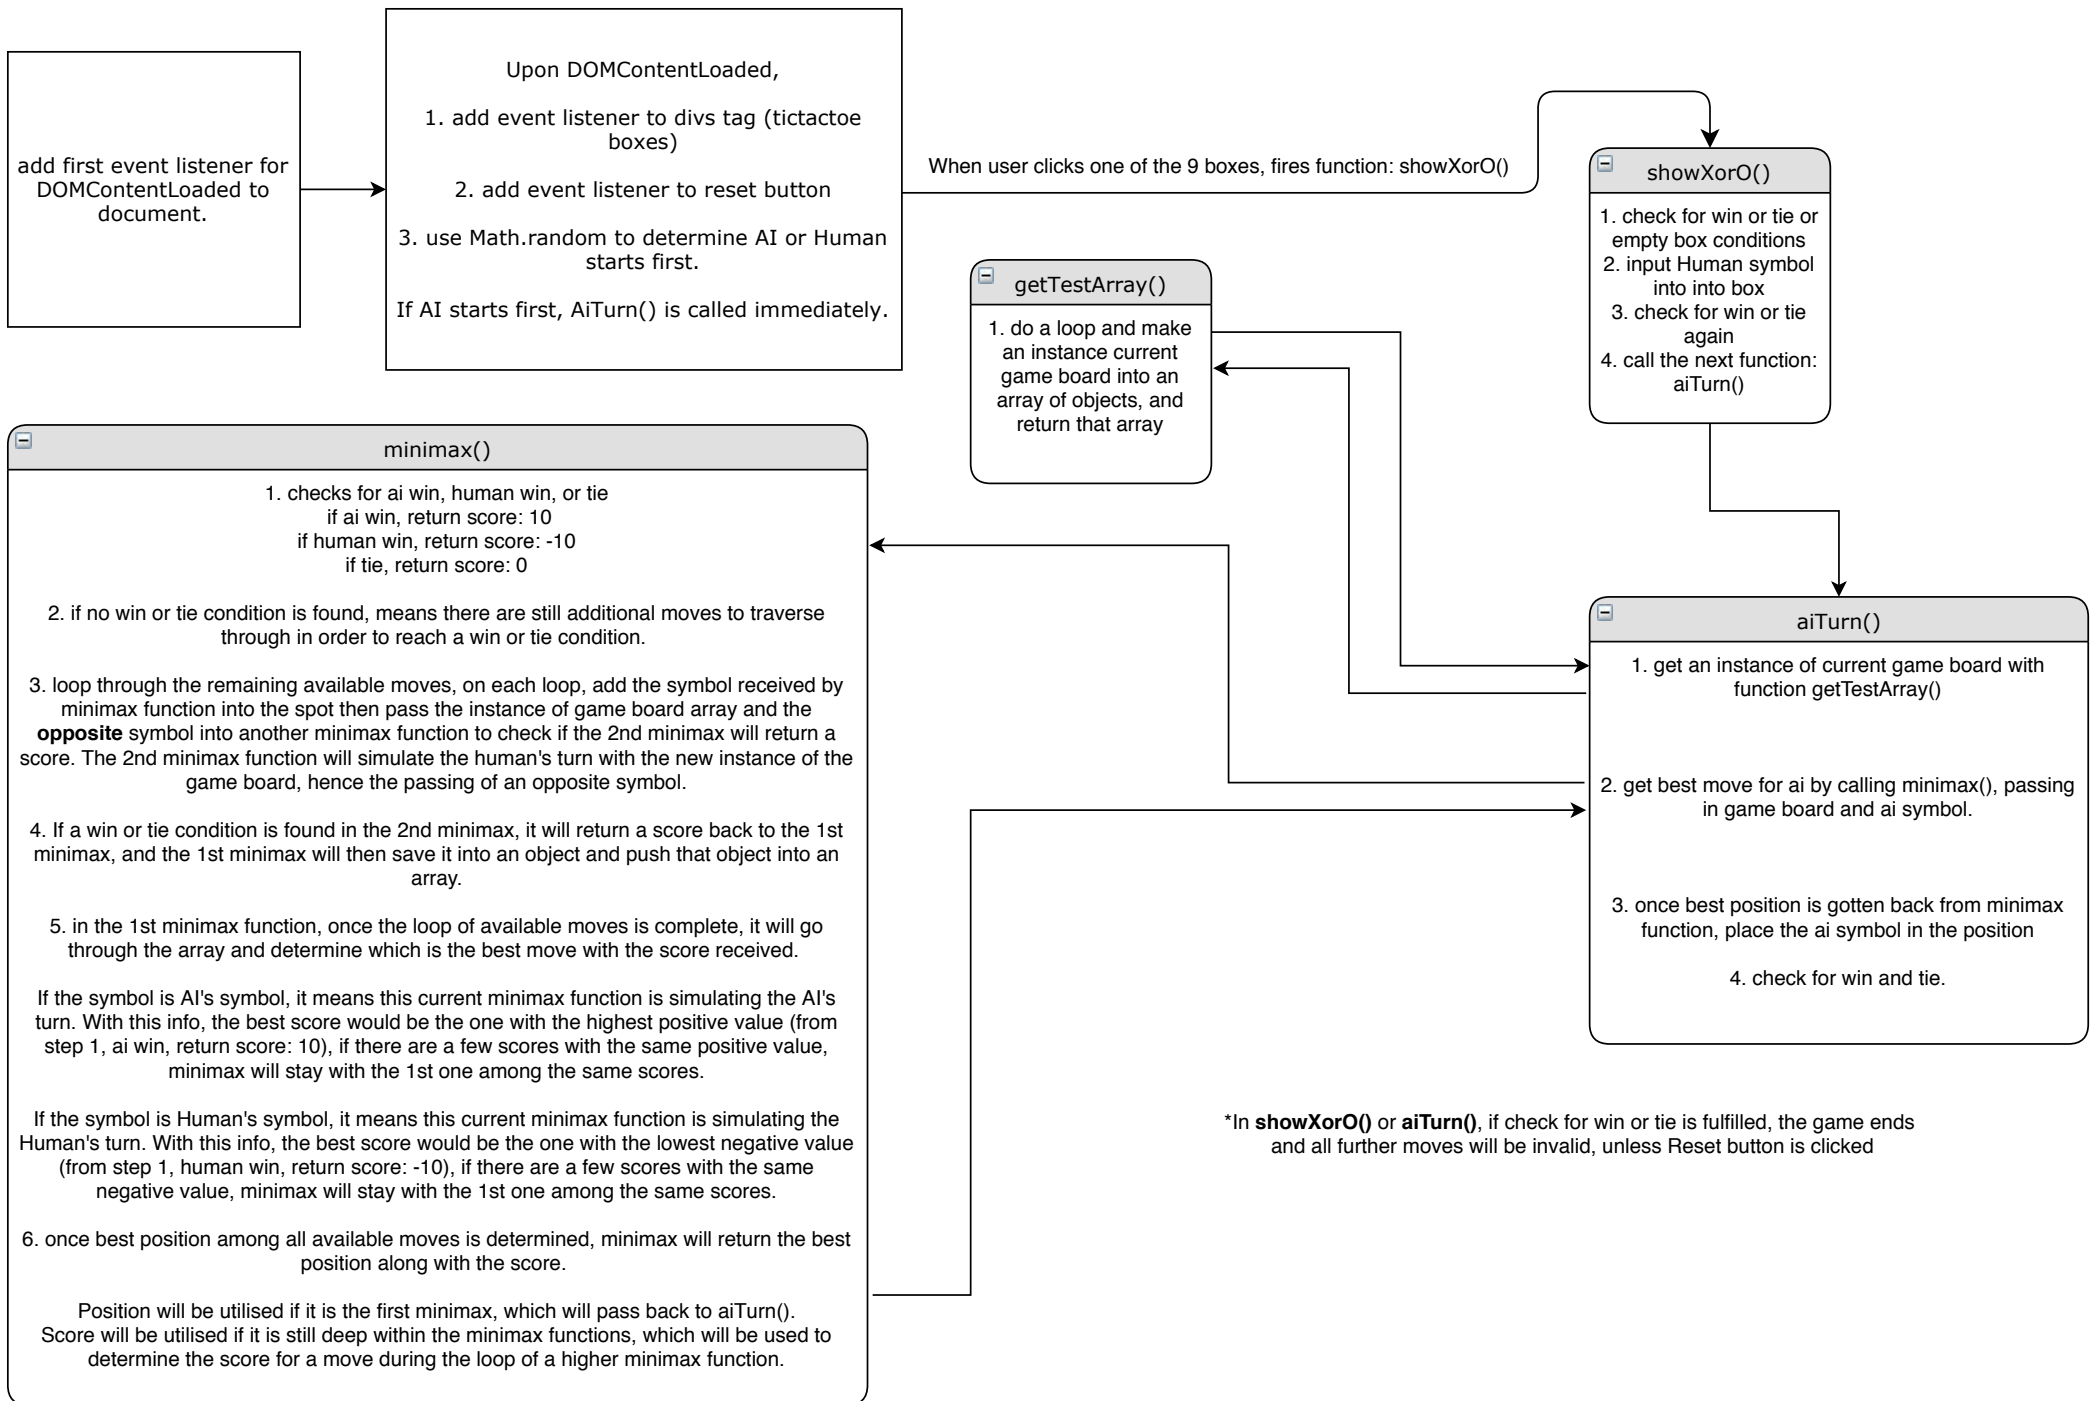 add first event listener for
DOMContentLoaded to
document.
Upon DOMContentLoaded,
1. add event listener to divs tag (tictactoe
boxes)
2. add event listener to reset button
3. use Math.random to determine AI or Human
starts first.
If AI starts first, AiTurn() is called immediately.
When user clicks one of the 9 boxes, fires function: showXorO()
showXorO()
1. check for win or tie or
empty box conditions
2. input Human symbol
into into box
3. check for win or tie
again
4. call the next function:
aiTurn()
getTestArray()
1. do a loop and make
an instance current
game board into an
array of objects, and
return that array
minimax()
1. checks for ai win, human win, or tie
if ai win, return score: 10
if human win, return score: -10
if tie, return score: 0
2. if no win or tie condition is found, means there are still additional moves to traverse
through in order to reach a win or tie condition.
3. loop through the remaining available moves, on each loop, add the symbol received by
minimax function into the spot then pass the instance of game board array and the
opposite symbol into another minimax function to check if the 2nd minimax will return a
score. The 2nd minimax function will simulate the human's turn with the new instance of the
game board, hence the passing of an opposite symbol.
4. If a win or tie condition is found in the 2nd minimax, it will return a score back to the 1st
minimax, and the 1st minimax will then save it into an object and push that object into an
array.
5. in the 1st minimax function, once the loop of available moves is complete, it will go
through the array and determine which is the best move with the score received.
If the symbol is AI's symbol, it means this current minimax function is simulating the AI's
turn. With this info, the best score would be the one with the highest positive value (from
step 1, ai win, return score: 10), if there are a few scores with the same positive value,
minimax will stay with the 1st one among the same scores.
If the symbol is Human's symbol, it means this current minimax function is simulating the
Human's turn. With this info, the best score would be the one with the lowest negative value
(from step 1, human win, return score: -10), if there are a few scores with the same
negative value, minimax will stay with the 1st one among the same scores.
6. once best position among all available moves is determined, minimax will return the best
position along with the score.
Position will be utilised if it is the first minimax, which will pass back to aiTurn().
Score will be utilised if it is still deep within the minimax functions, which will be used to
determine the score for a move during the loop of a higher minimax function.
aiTurn()
1. get an instance of current game board with
function getTestArray()
2. get best move for ai by calling minimax(), passing
in game board and ai symbol.
3. once best position is gotten back from minimax
function, place the ai symbol in the position
4. check for win and tie.
*In showXorO() or aiTurn(), if check for win or tie is fulfilled, the game ends
and all further moves will be invalid, unless Reset button is clicked